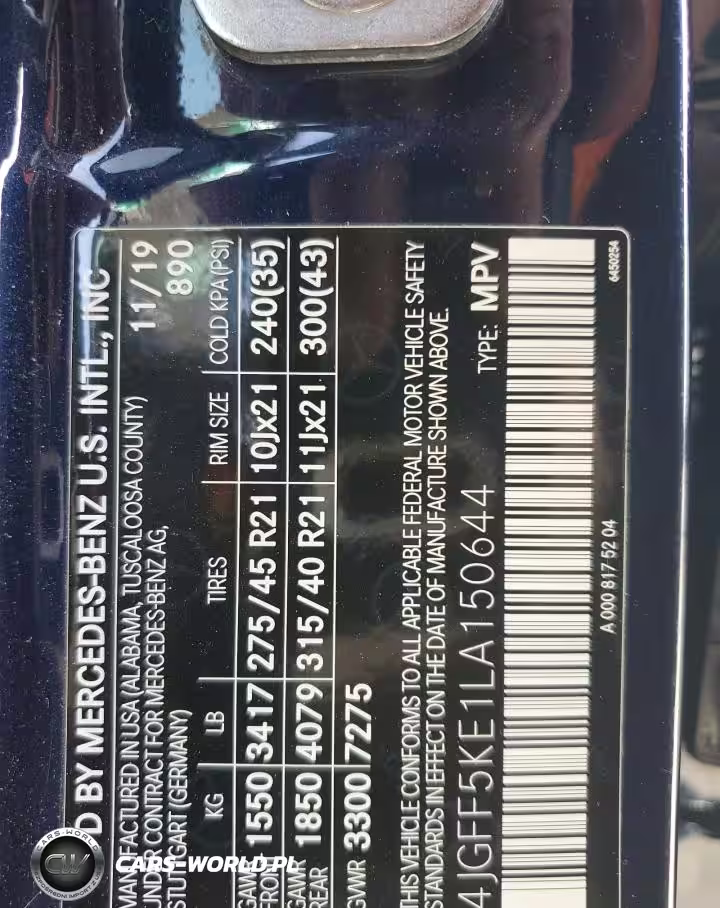 D BY MERCEDES-BENZ U.S. INTL., INC
MANUFACTURED IN USA (ALABAMA, TUSCALOOSA COUNTY) 11/19
UNDER CONTRACT FOR MERCEDES-BENZ AG, 890
STUTTGART (GERMANY)
KG LB TIRES RIM SIZE COLD KPA (PSI)
GAWR FRONT 1550 3417 275/45 R21 10Jx21 240(35)
GAWR REAR 1850 4079 315/40 R21 11Jx21 300(43)
GVWR 3300 7275
THIS VEHICLE CONFORMS TO ALL APPLICABLE FEDERAL MOTOR VEHICLE SAFETY
STANDARDS IN EFFECT ON THE DATE OF MANUFACTURE SHOWN ABOVE.
4JGFF5KE1LA150644 TYPE: MPV
A 000 817 52 04 6450254
CARS-WORLD
CW
CARS-WORLD.PL